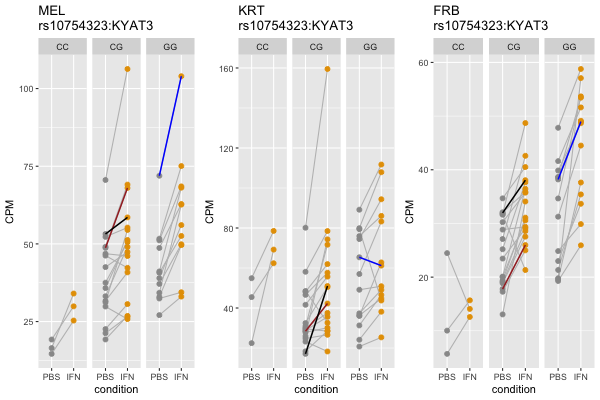 MEL
rs10754323:KYAT3
CC CG GG
CPM
100
75
50
25
PBS IFN PBS IFN PBS IFN
condition
KRT
rs10754323:KYAT3
CC CG GG
CPM
160
120
80
40
PBS IFN PBS IFN PBS IFN
condition
FRB
rs10754323:KYAT3
CC CG GG
CPM
60
40
20
PBS IFN PBS IFN PBS IFN
condition